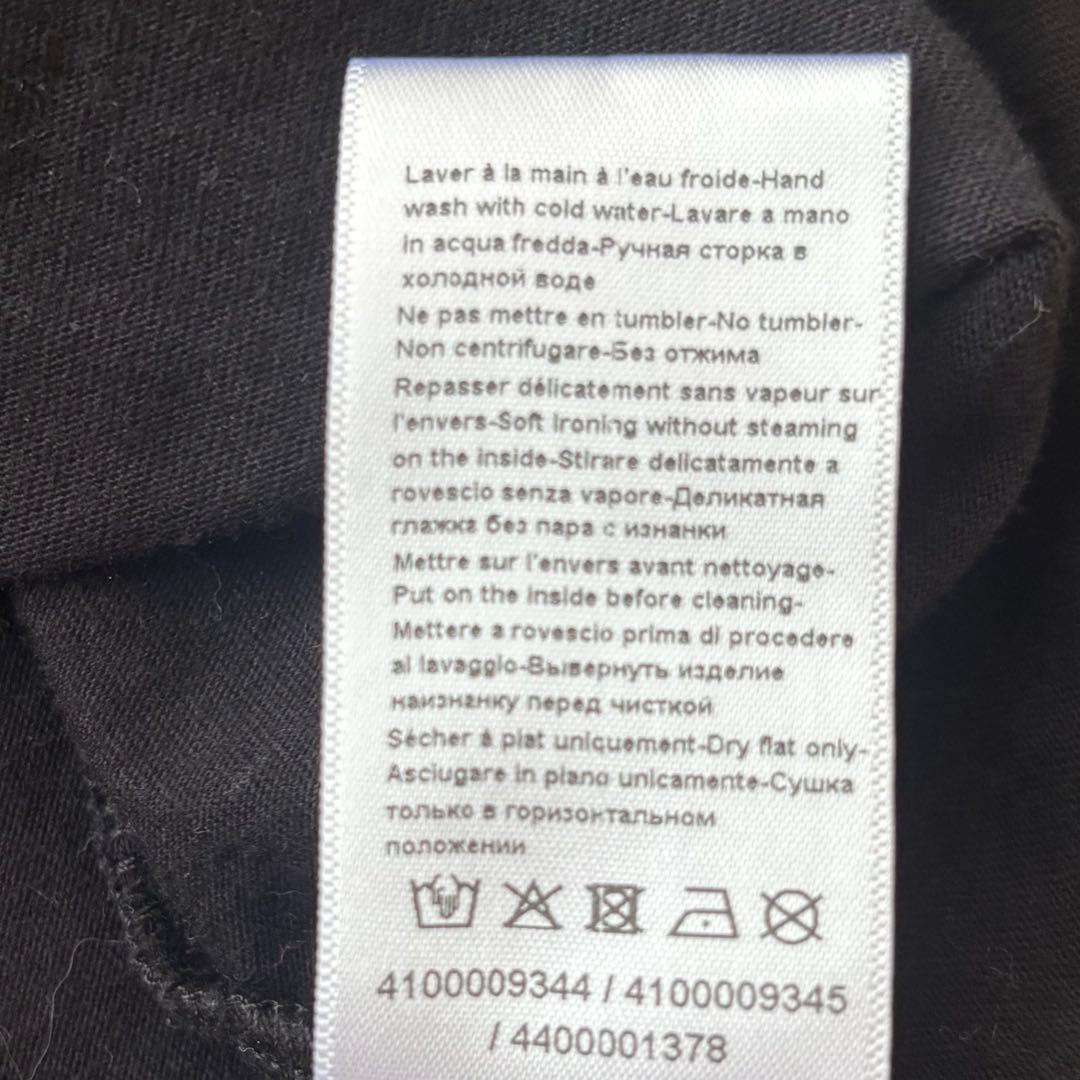 Laver à la main à l'eau froide-Hand
wash with cold water-Lavare a mano
in acqua fredda-Ручная сторка в
холодной воде
Ne pas mettre en tumbler-No tumbler-
Non centrifugare-Без отжима
Repasser délicatement sans vapeur sur
l'envers-Soft Ironing without steaming
on the inside-Stirare delicatamente a
rovescio senza vapore-Деликатная
глажка без пара с изнанки
Mettre sur l'envers avant nettoyage-
Put on the inside before cleaning-
Mettere a rovescio prima di procedere
al lavaggio-Вывернуть изделие
наизнанку перед чисткой
Sécher à plat uniquement-Dry flat only-
Asciugare in piano unicamente-Сушка
только в горизонтальном
положении
4100009344 / 4100009345
/ 4400001378